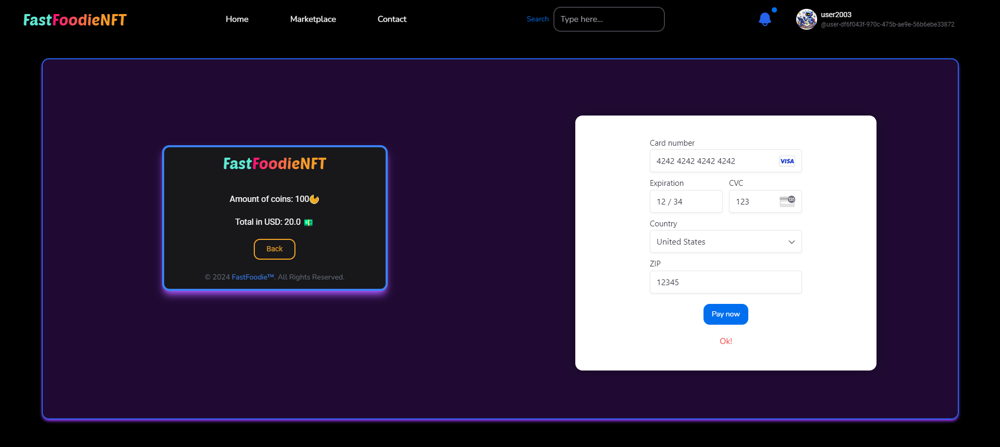 FastFoodieNFT
Home
Marketplace
Contact
Search
Type here...
user2003
@user-df6f043f-970c-475b-ae9e-56b6ebe33872
FastFoodieNFT
Amount of coins: 100
Total in USD: 20.0
Back
© 2024 FastFoodie™. All Rights Reserved.
Card number
4242 4242 4242 4242
VISA
Expiration
CVC
12 / 34
123
135
Country
United States
ZIP
12345
Pay now
Ok!